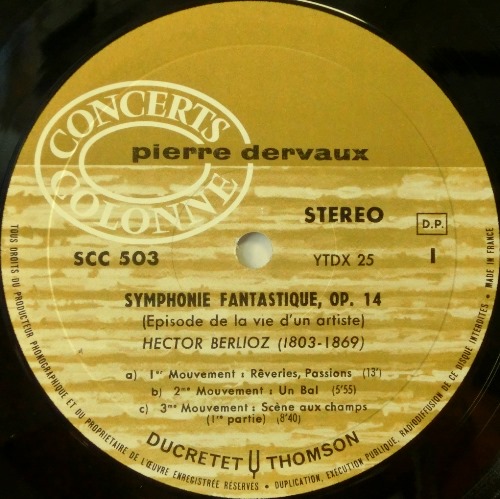 CONCERTS
COLONNE
pierre dervaux
STEREO
D.P.
SCC 503
YTDX 25
I
SYMPHONIE FANTASTIQUE, OP. 14
(Episode de la vie d'un artiste)
HECTOR BERLIOZ (1803-1869)
a) 1er Mouvement : Rêveries, Passions (13')
b) 2me Mouvement : Un Bal (5'55)
c) 3me Mouvement : Scène aux champs
(1re partie) (8'40)
DUCRETET THOMSON
TOUS DROITS DU PRODUCTEUR PHONOGRAPHIQUE ET DU PROPRIETAIRE DE L'ŒUVRE ENREGISTRÉE RÉSERVÉS • DUPLICATION, EXÉCUTION PUBLIQUE, RADIODIFFUSION DE CE DISQUE INTERDITES • MADE IN FRANCE